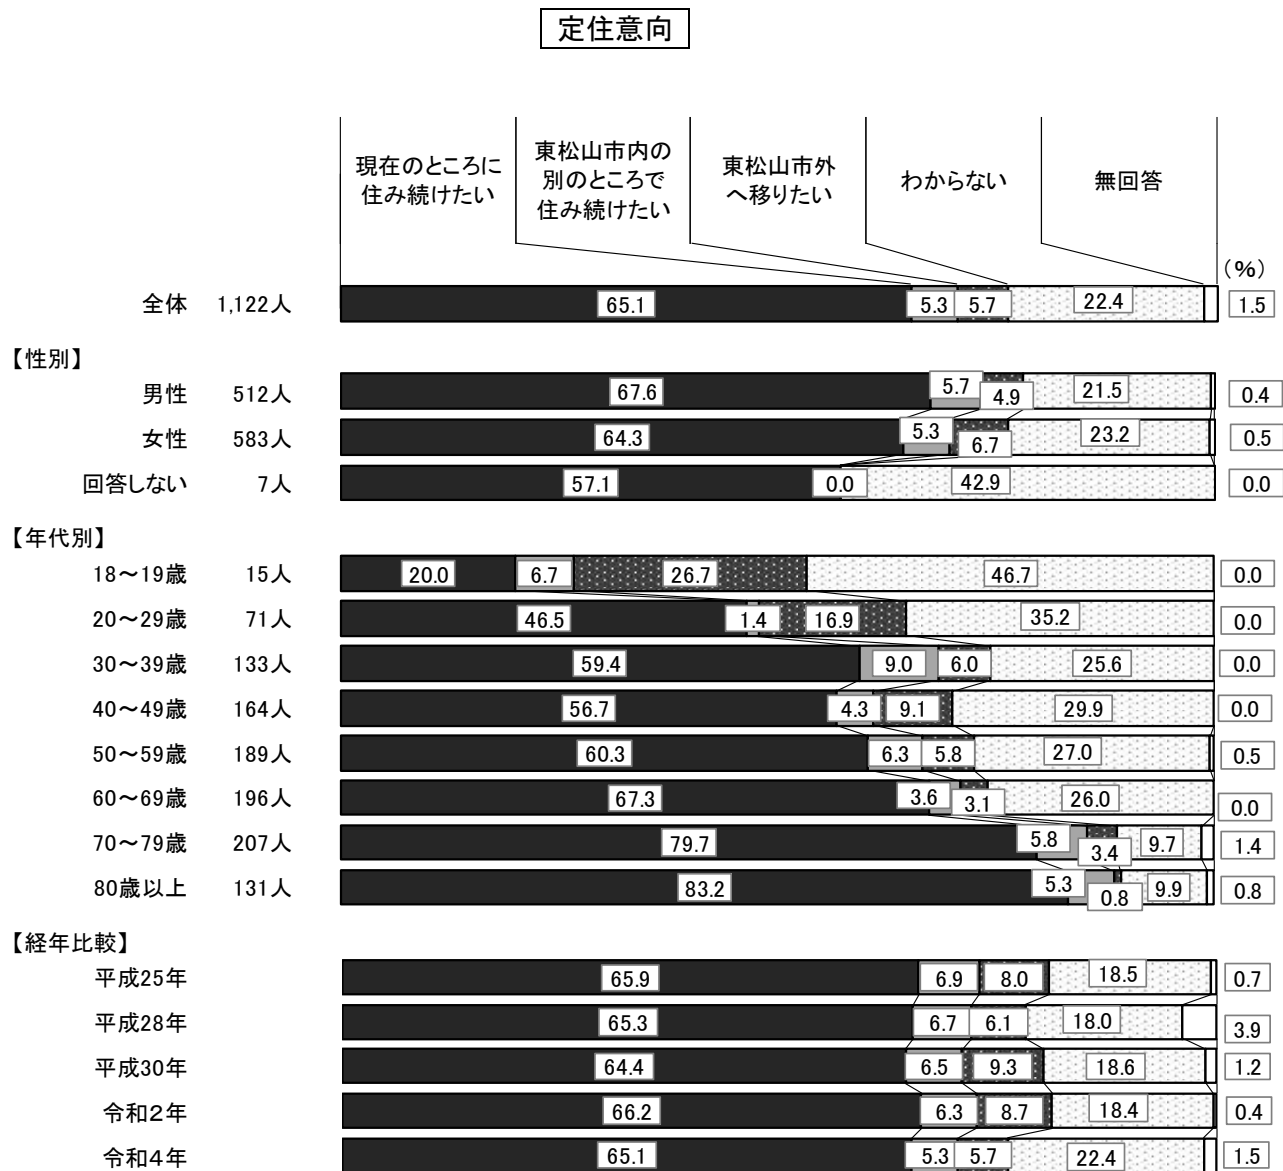 定住意向
現在のところに
住み続けたい
東松山市内の
別のところで
住み続けたい
東松山市外
へ移りたい
わからない
無回答
(%)
全体 1,122人 65.1 5.3 5.7 22.4 1.5
【性別】
男性 512人 67.6 5.7 4.9 21.5 0.4
女性 583人 64.3 5.3 6.7 23.2 0.5
回答しない 7人 57.1 0.0 42.9 0.0
【年代別】
18～19歳 15人 20.0 6.7 26.7 46.7 0.0
20～29歳 71人 46.5 1.4 16.9 35.2 0.0
30～39歳 133人 59.4 9.0 6.0 25.6 0.0
40～49歳 164人 56.7 4.3 9.1 29.9 0.0
50～59歳 189人 60.3 6.3 5.8 27.0 0.5
60～69歳 196人 67.3 3.6 3.1 26.0 0.0
70～79歳 207人 79.7 5.8 3.4 9.7 1.4
80歳以上 131人 83.2 5.3 0.8 9.9 0.8
【経年比較】
平成25年 65.9 6.9 8.0 18.5 0.7
平成28年 65.3 6.7 6.1 18.0 3.9
平成30年 64.4 6.5 9.3 18.6 1.2
令和2年 66.2 6.3 8.7 18.4 0.4
令和4年 65.1 5.3 5.7 22.4 1.5